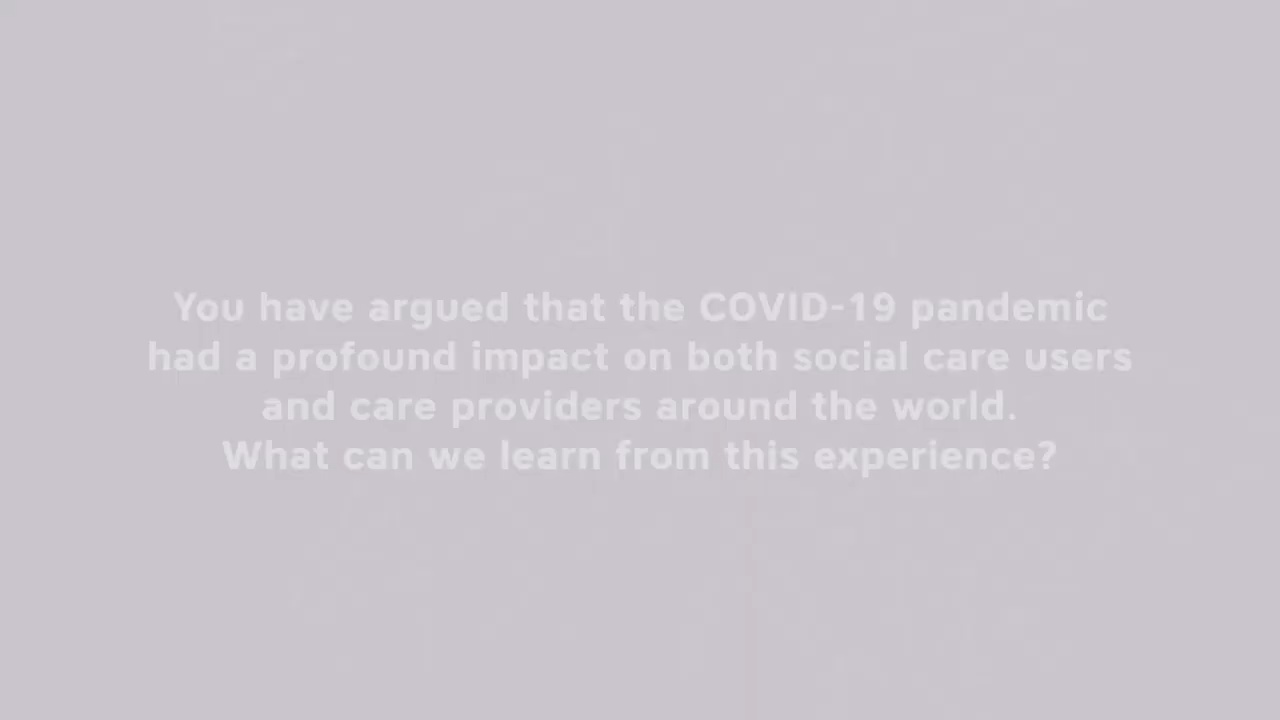 You have argued that the COVID-19 pandemic
had a profound impact on both social care users
and care providers around the world.
What can we learn from this experience?